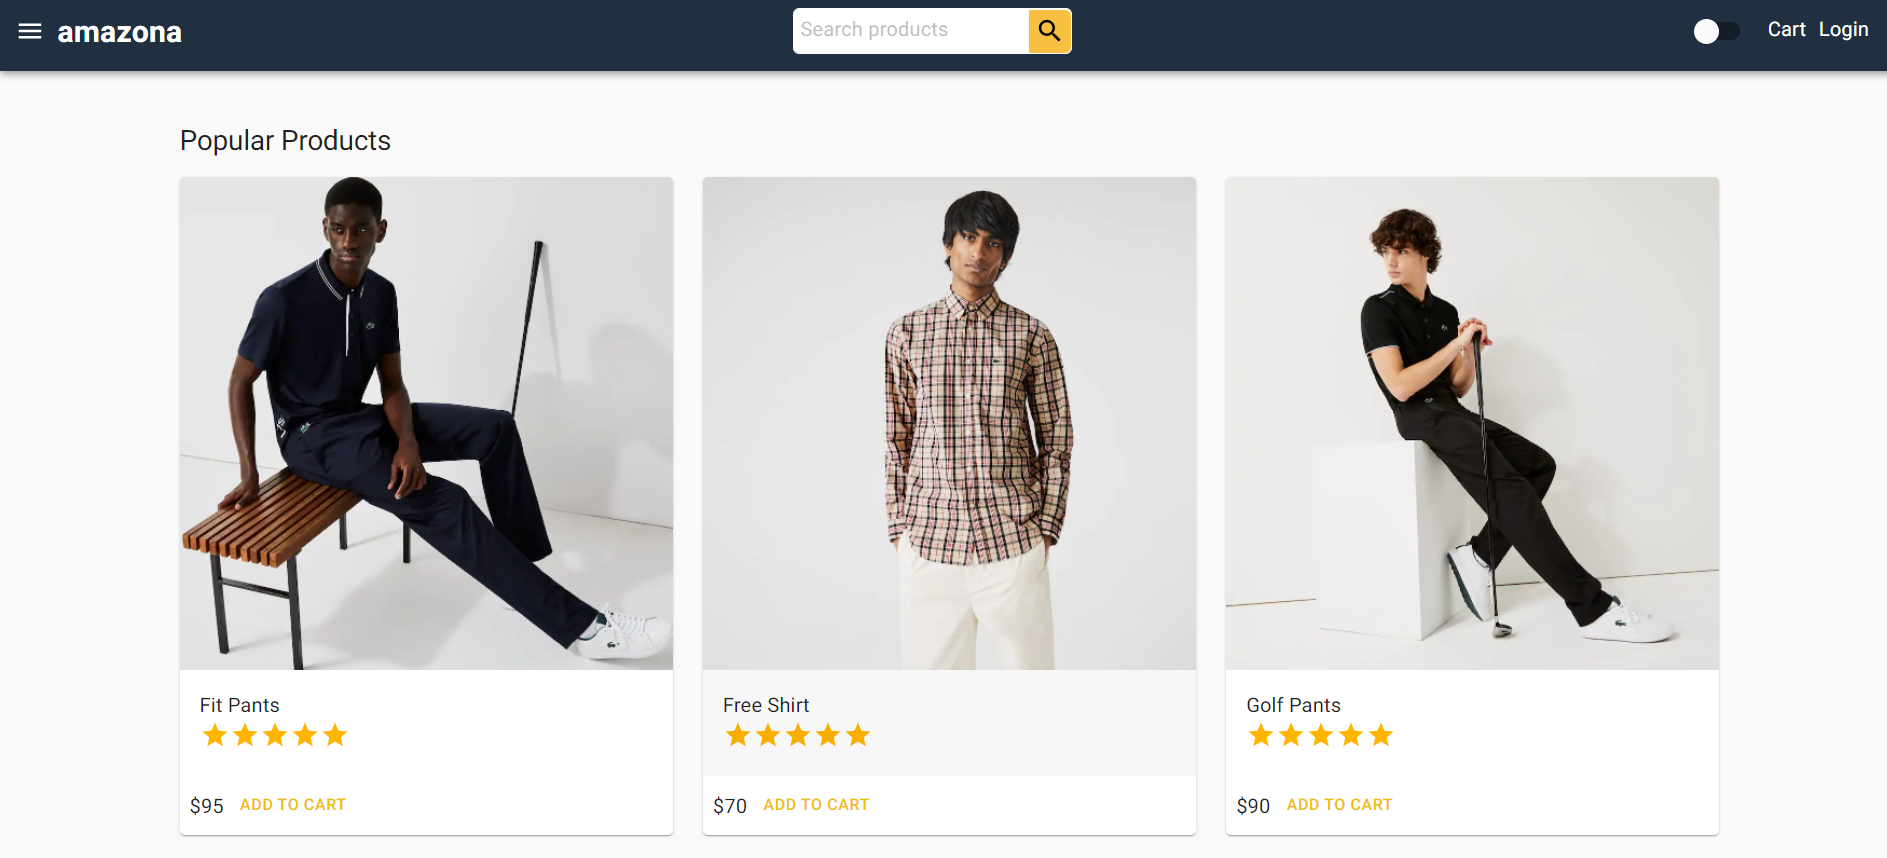 amazona
Search products
Cart Login
Popular Products
Fit Pants
Free Shirt
Golf Pants
$95 ADD TO CART
$70 ADD TO CART
$90 ADD TO CART